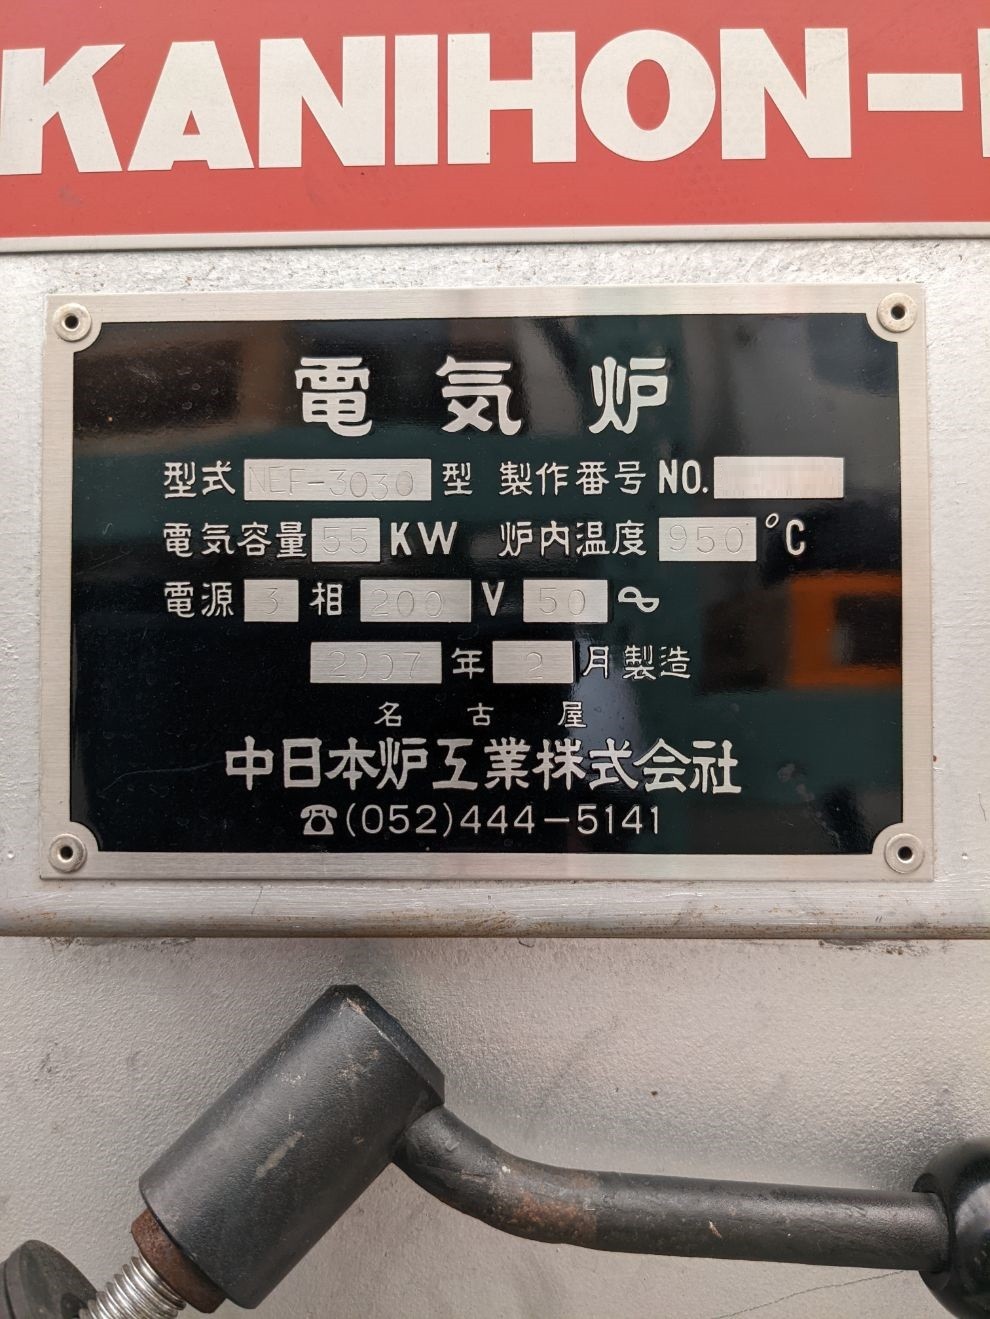 KANIHON-
電気炉
型式 NEF-3030 型 製作番号 NO.
電気容量 55 KW 炉内温度 950 °C
電源 3 相 200 V 50 ∾
2007 年 2 月製造
名古屋
中日本炉工業株式会社
☎(052)444-5141